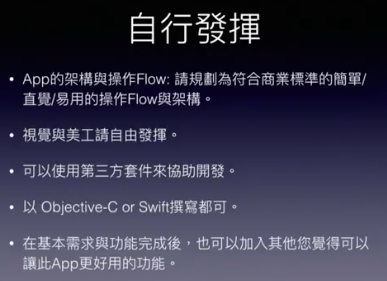 自行發揮
• App的架構與操作Flow: 請規劃為符合商業標準的簡單/
直覺/易用的操作Flow與架構。
• 視覺與美工請自由發揮。
• 可以使用第三方套件來協助開發。
• 以 Objective-C or Swift撰寫都可。
• 在基本需求與功能完成後，也可以加入其他您覺得可以
讓此App更好用的功能。